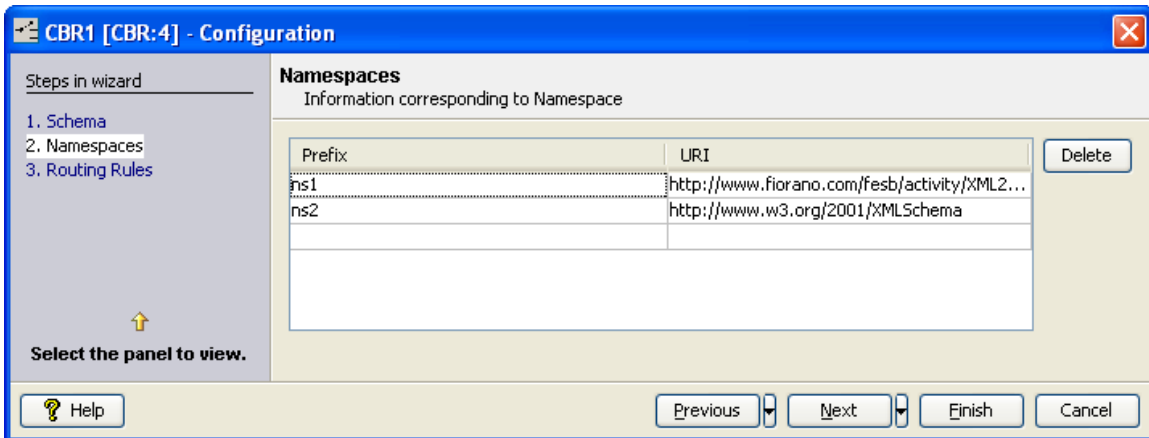 CBR1 [CBR:4] - Configuration
Steps in wizard
1. Schema
2. Namespaces
3. Routing Rules
Select the panel to view.
Namespaces
Information corresponding to Namespace
Prefix URI
ns1 http://www.fiorano.com/fesb/activity/XML2...
ns2 http://www.w3.org/2001/XMLSchema
Delete
Help Previous Next Finish Cancel